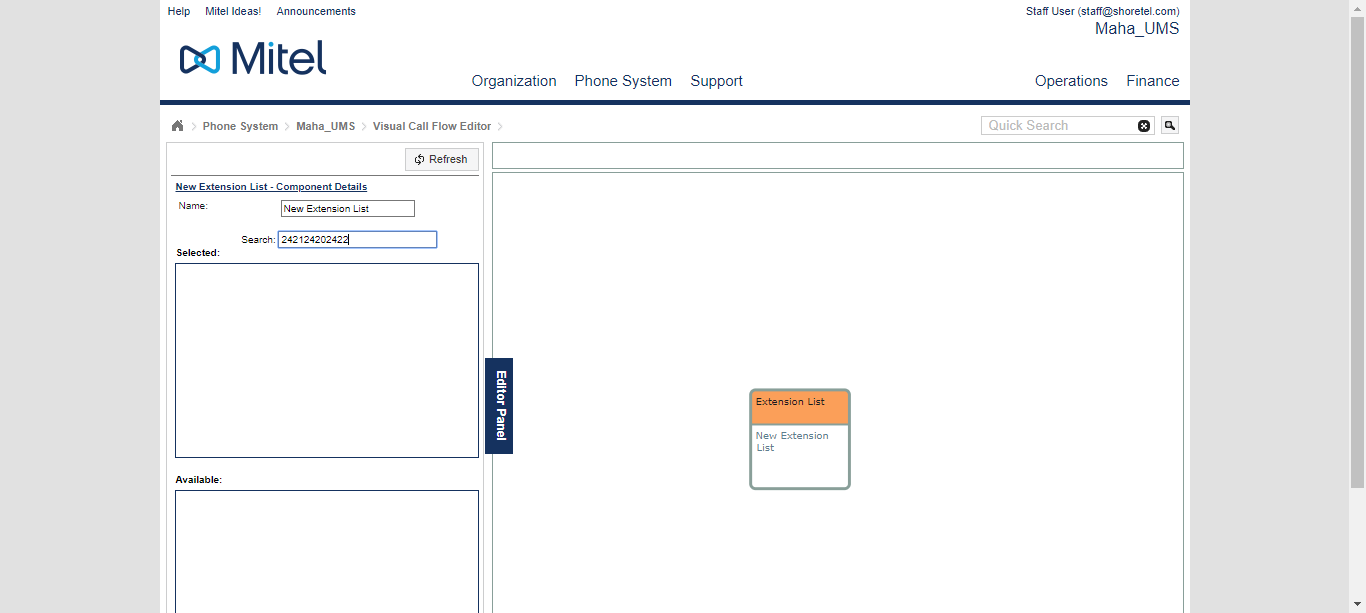 Help Mitel Ideas! Announcements
Staff User (staff@shoretel.com)
Maha_UMS
Mitel
Organization Phone System Support Operations Finance
Phone System Maha_UMS Visual Call Flow Editor
Quick Search
Refresh
New Extension List - Component Details
Name: New Extension List
Search: 242124202422
Selected:
Editor Panel
Extension List
New Extension
List
Available: